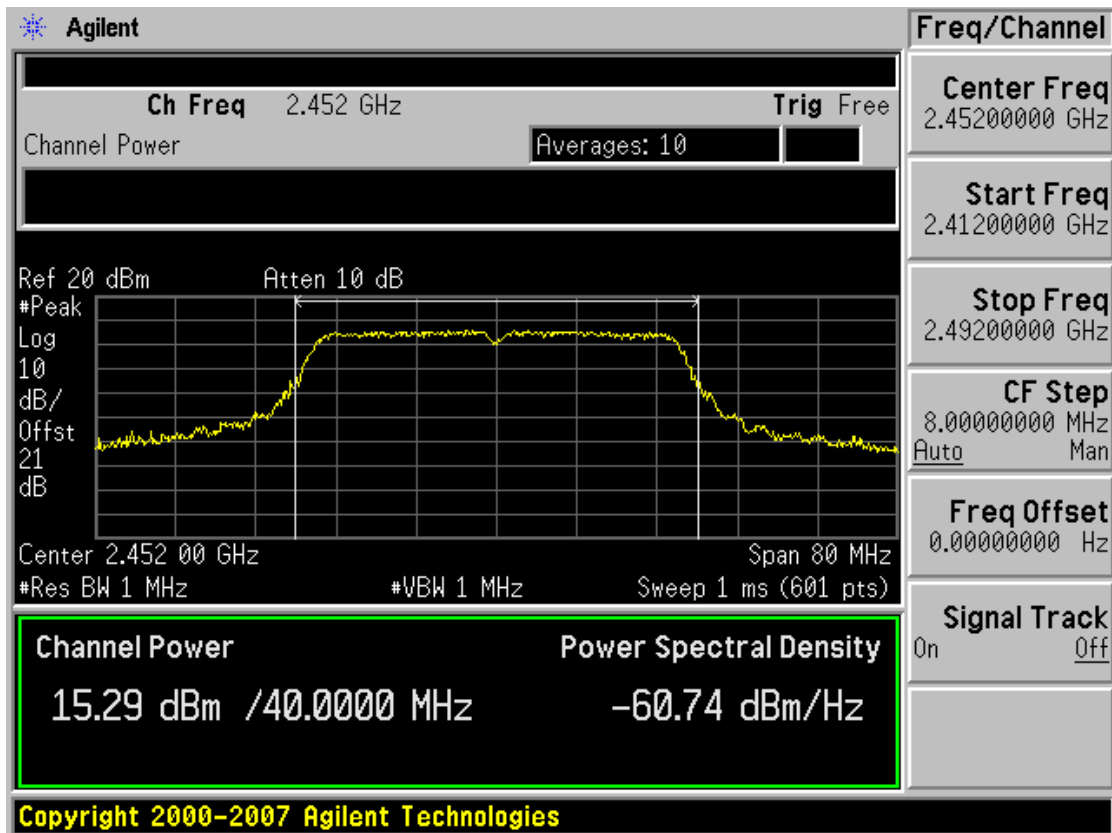 Agilent
Ch Freq 2.452 GHz Trig Free
Channel Power Averages: 10
Ref 20 dBm Atten 10 dB
#Peak
Log
10
dB/
Offst
21
dB
Center 2.452 00 GHz Span 80 MHz
#Res BW 1 MHz #VBW 1 MHz Sweep 1 ms (601 pts)
Channel Power Power Spectral Density
15.29 dBm /40.0000 MHz -60.74 dBm/Hz
Copyright 2000-2007 Agilent Technologies
Freq/Channel
Center Freq
2.45200000 GHz
Start Freq
2.41200000 GHz
Stop Freq
2.49200000 GHz
CF Step
8.00000000 MHz
Auto Man
Freq Offset
0.00000000 Hz
Signal Track
On Off